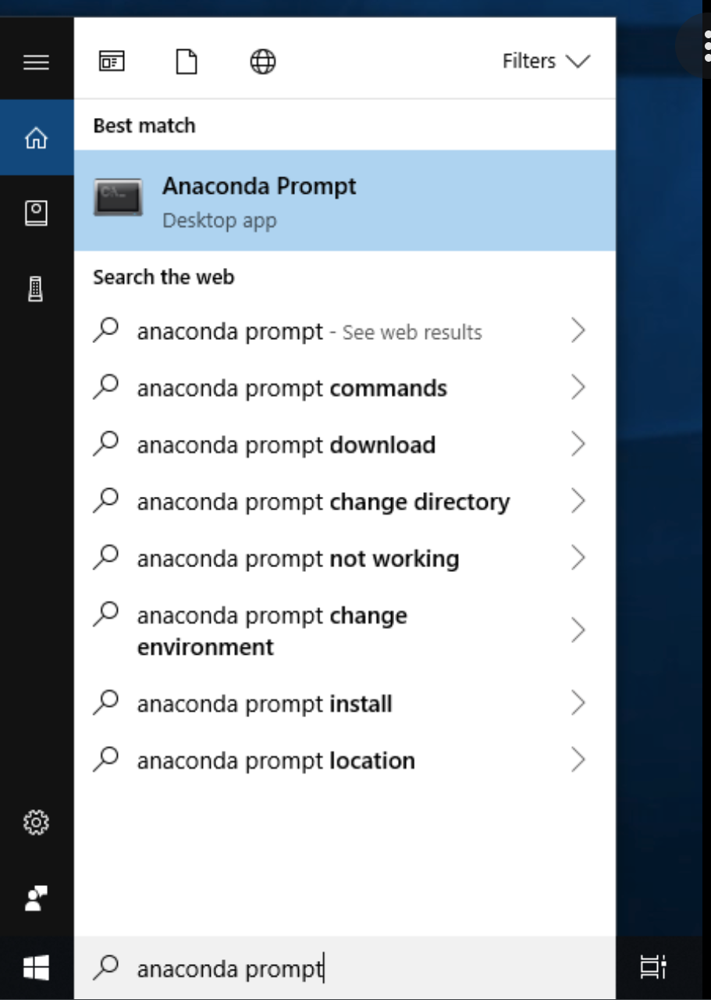 Filters
Best match
Anaconda Prompt
Desktop app
Search the web
anaconda prompt - See web results
anaconda prompt commands
anaconda prompt download
anaconda prompt change directory
anaconda prompt not working
anaconda prompt change
environment
anaconda prompt install
anaconda prompt location
anaconda prompt